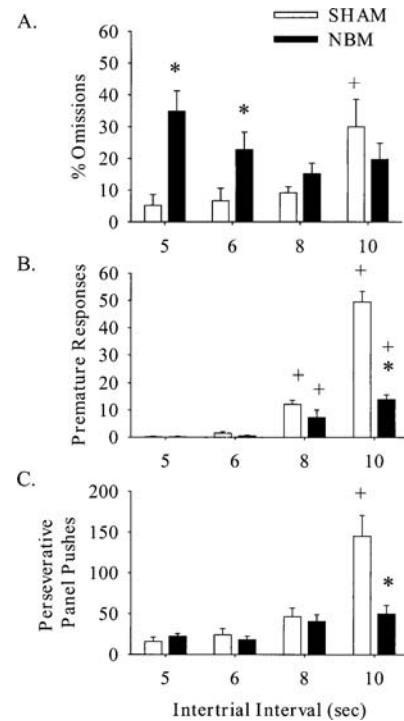 A.
SHAM
NBM
% Omissions
60
50
40
30
20
10
0
* * +
5 6 8 10
B.
Premature Responses
60
50
40
30
20
10
0
+ + + + *
5 6 8 10
C.
Perseverative
Panel Pushes
200
150
100
50
0
+ *
5 6 8 10
Intertrial Interval (sec)